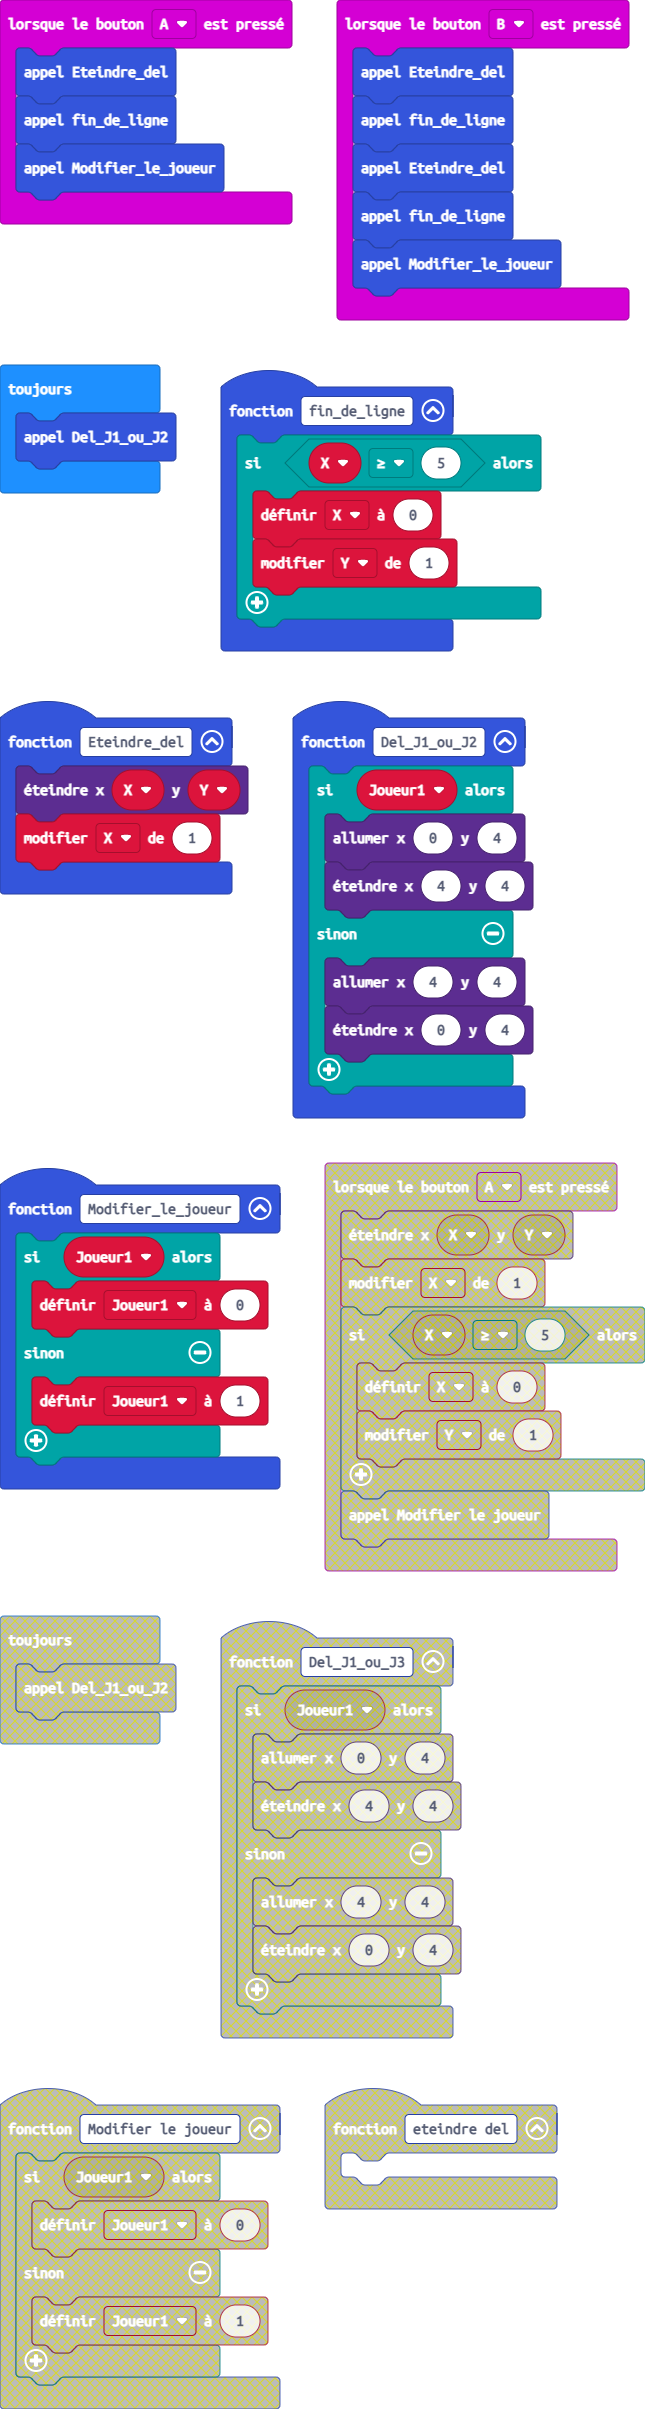 lorsque le bouton A est pressé
appel Eteindre_del
appel fin_de_ligne
appel Modifier_le_joueur
lorsque le bouton B est pressé
appel Eteindre_del
appel fin_de_ligne
appel Eteindre_del
appel fin_de_ligne
appel Modifier_le_joueur
toujours
appel Del_J1_ou_J2
fonction fin_de_ligne
si X ≥ 5 alors
définir X à 0
modifier Y de 1
fonction Eteindre_del
éteindre x X y Y
modifier X de 1
fonction Del_J1_ou_J2
si Joueur1 alors
allumer x 0 y 4
éteindre x 4 y 4
sinon
allumer x 4 y 4
éteindre x 0 y 4
fonction Modifier_le_joueur
si Joueur1 alors
définir Joueur1 à 0
sinon
définir Joueur1 à 1
lorsque le bouton A est pressé
éteindre x X y Y
modifier X de 1
si X ≥ 5 alors
définir X à 0
modifier Y de 1
appel Modifier le joueur
toujours
appel Del_J1_ou_J2
fonction Del_J1_ou_J3
si Joueur1 alors
allumer x 0 y 4
éteindre x 4 y 4
sinon
allumer x 4 y 4
éteindre x 0 y 4
fonction Modifier le joueur
si Joueur1 alors
définir Joueur1 à 0
sinon
définir Joueur1 à 1
fonction eteindre del